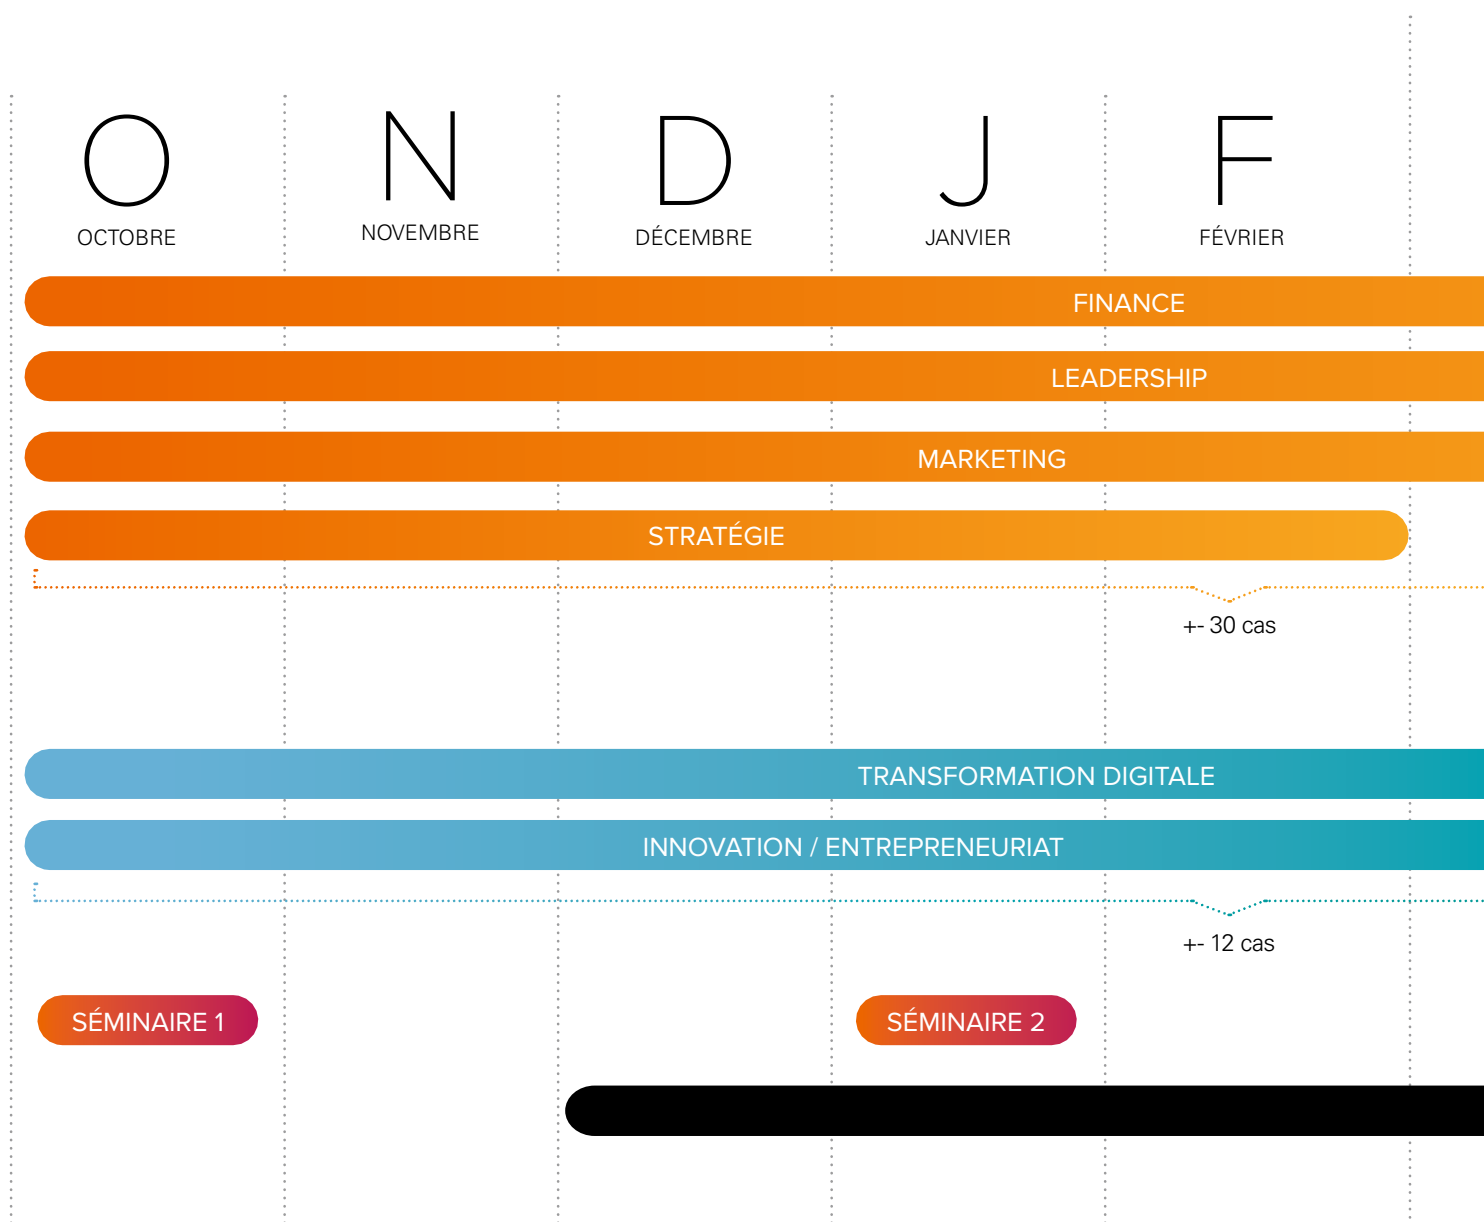 O N D J F
OCTOBRE NOVEMBRE DÉCEMBRE JANVIER FÉVRIER
FINANCE
LEADERSHIP
MARKETING
STRATÉGIE
+- 30 cas
TRANSFORMATION DIGITALE
INNOVATION / ENTREPRENEURIAT
+- 12 cas
SÉMINAIRE 1 SÉMINAIRE 2